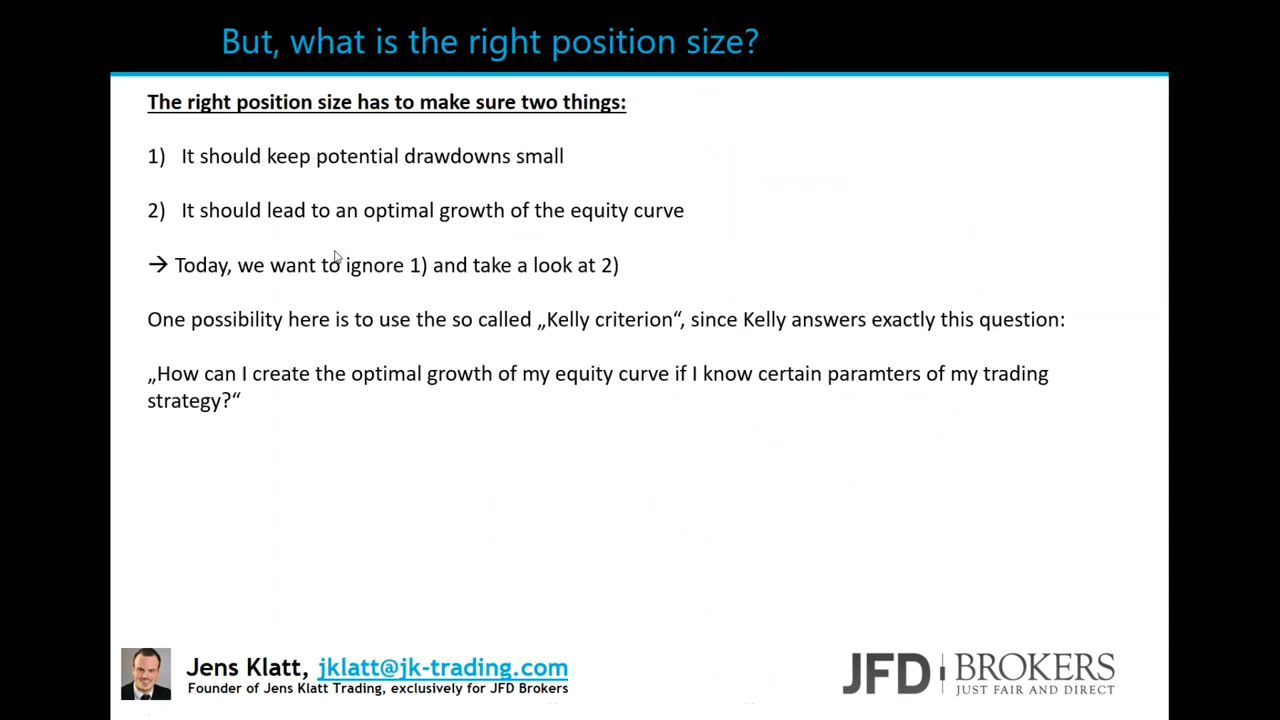 But, what is the right position size?
The right position size has to make sure two things:
1) It should keep potential drawdowns small
2) It should lead to an optimal growth of the equity curve
→ Today, we want to ignore 1) and take a look at 2)
One possibility here is to use the so called „Kelly criterion“, since Kelly answers exactly this question:
„How can I create the optimal growth of my equity curve if I know certain paramters of my trading
strategy?“
Jens Klatt, jklatt@jk-trading.com
Founder of Jens Klatt Trading, exclusively for JFD Brokers
JFD BROKERS
JUST FAIR AND DIRECT